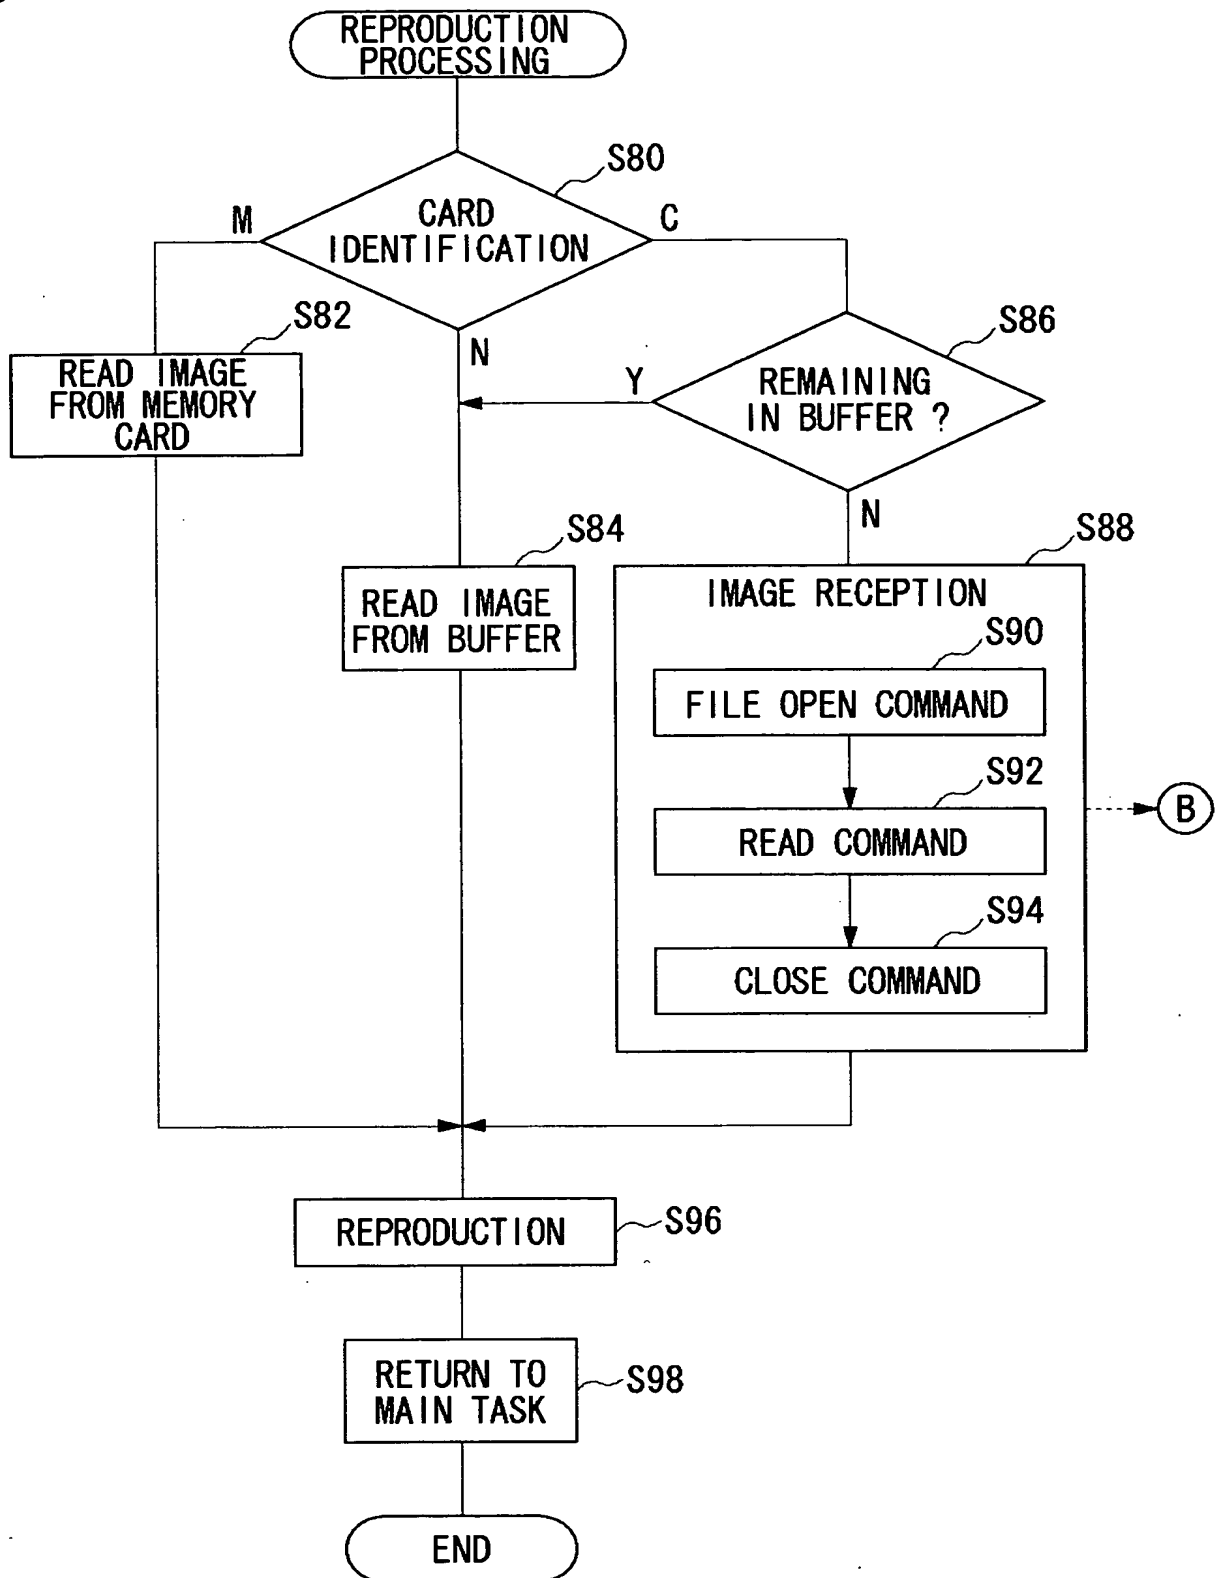 REPRODUCTION
PROCESSING
S80
CARD
IDENTIFICATION
M
C
N
S82
READ IMAGE
FROM MEMORY
CARD
S86
REMAINING
IN BUFFER ?
Y
N
S84
READ IMAGE
FROM BUFFER
S88
IMAGE RECEPTION
S90
FILE OPEN COMMAND
S92
READ COMMAND
B
S94
CLOSE COMMAND
REPRODUCTION
S96
RETURN TO
MAIN TASK
S98
END